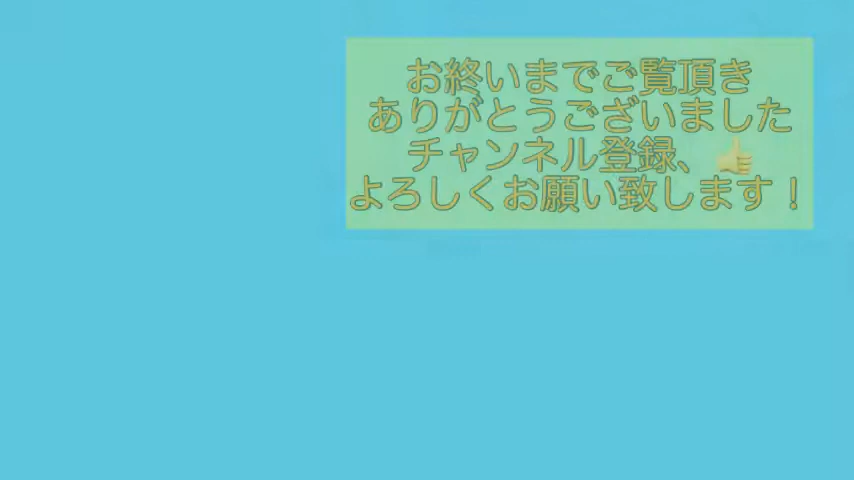 お終いまでご覧頂き
ありがとうございました
チャンネル登録、👍
よろしくお願い致します！